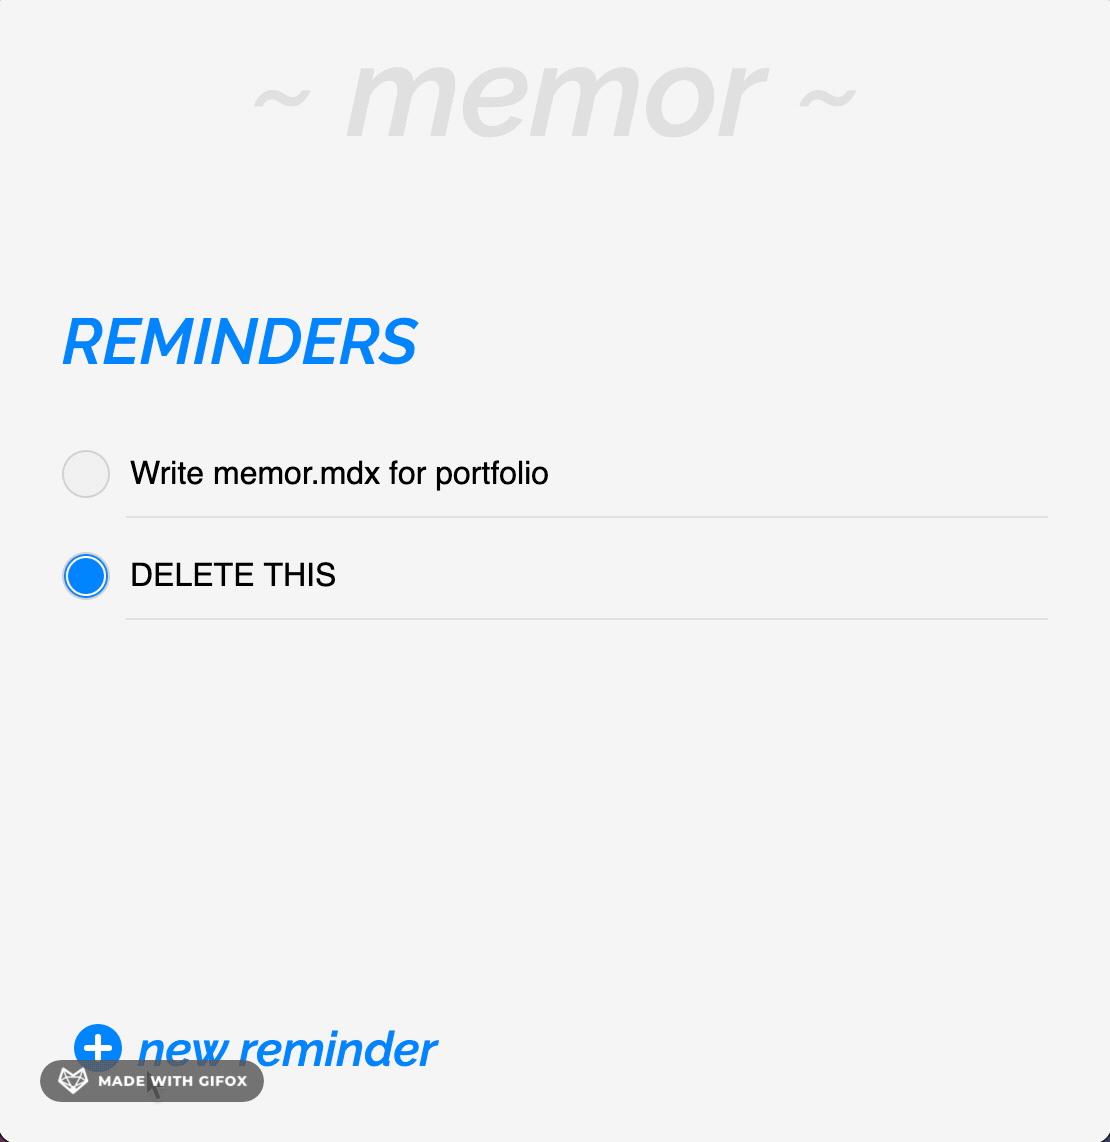 ~ memor ~
REMINDERS
Write memor.mdx for portfolio
DELETE THIS
new reminder
MADE WITH GIFOX